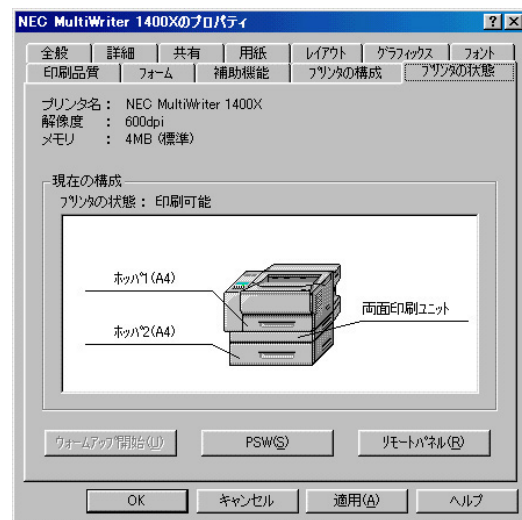 NEC MultiWriter 1400Xのプロパティ
全般 詳細 共有 用紙 レイアウト グラフィックス フォント
印刷品質 フォーム 補助機能 プリンタの構成 プリンタの状態
プリンタ名： NEC MultiWriter 1400X
解像度 ： 600dpi
メモリ ： 4MB (標準)
現在の構成
プリンタの状態： 印刷可能
ホッパ1(A4)
両面印刷ユニット
ホッパ2(A4)
ウォームアップ開始(U) PSW(S) リモートパネル(R)
OK キャンセル 適用(A) ヘルプ